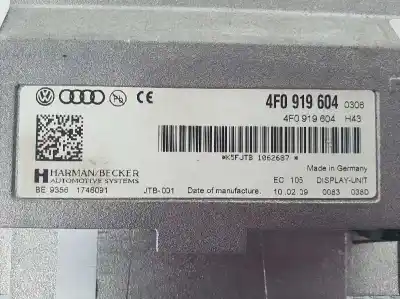 4F0 919 604 0306
4F0 919 604 H43
*K5FJTB 1062687 *
HARMAN/BECKER
AUTOMOTIVE SYSTEMS
Made in Germany
EC 105 DISPLAY-UNIT
BE 9356 1746091 JTB-001 Date of manufacture. 10.02.09 0083 038D